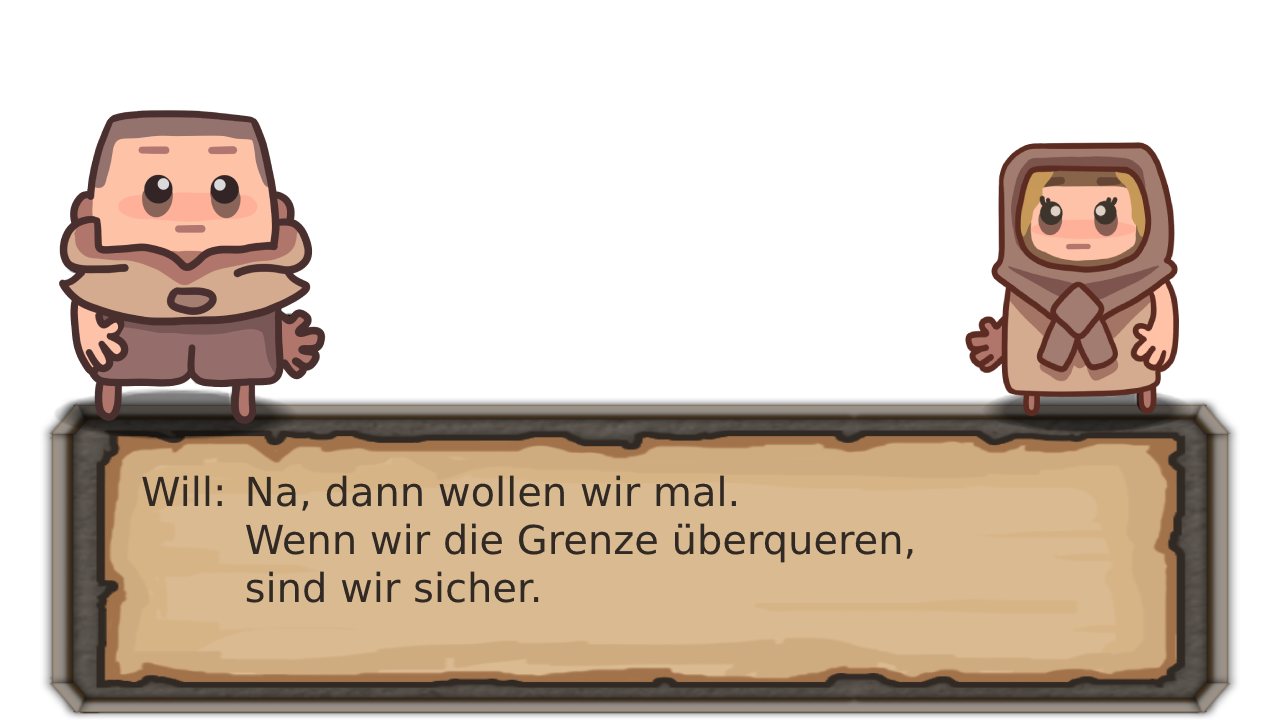 Will: Na, dann wollen wir mal.
Wenn wir die Grenze überqueren,
sind wir sicher.